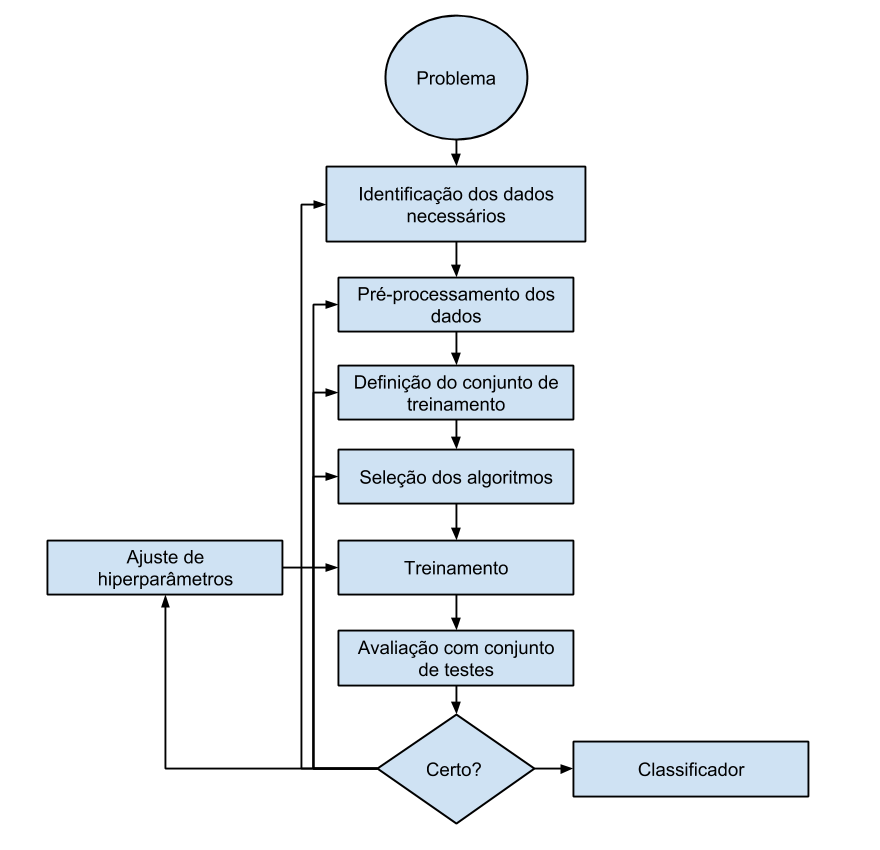 Problema
Identificação dos dados
necessários
Pré-processamento dos
dados
Definição do conjunto de
treinamento
Seleção dos algoritmos
Ajuste de
hiperparâmetros
Treinamento
Avaliação com conjunto
de testes
Certo?
Classificador